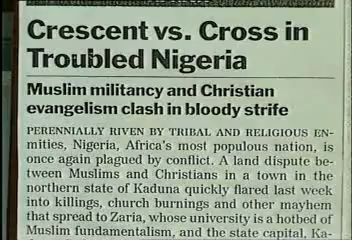 Crescent vs. Cross in
Troubled Nigeria
Muslim militancy and Christian
evangelism clash in bloody strife
PERENNIALLY RIVEN BY TRIBAL AND RELIGIOUS EN-
mities, Nigeria, Africa's most populous nation, is
once again plagued by conflict. A land dispute be-
tween Muslims and Christians in a town in the
northern state of Kaduna quickly flared last week
into killings, church burnings and other mayhem
that spread to Zaria, whose university is a hotbed of
Muslim fundamentalism, and the state capital, Ka-